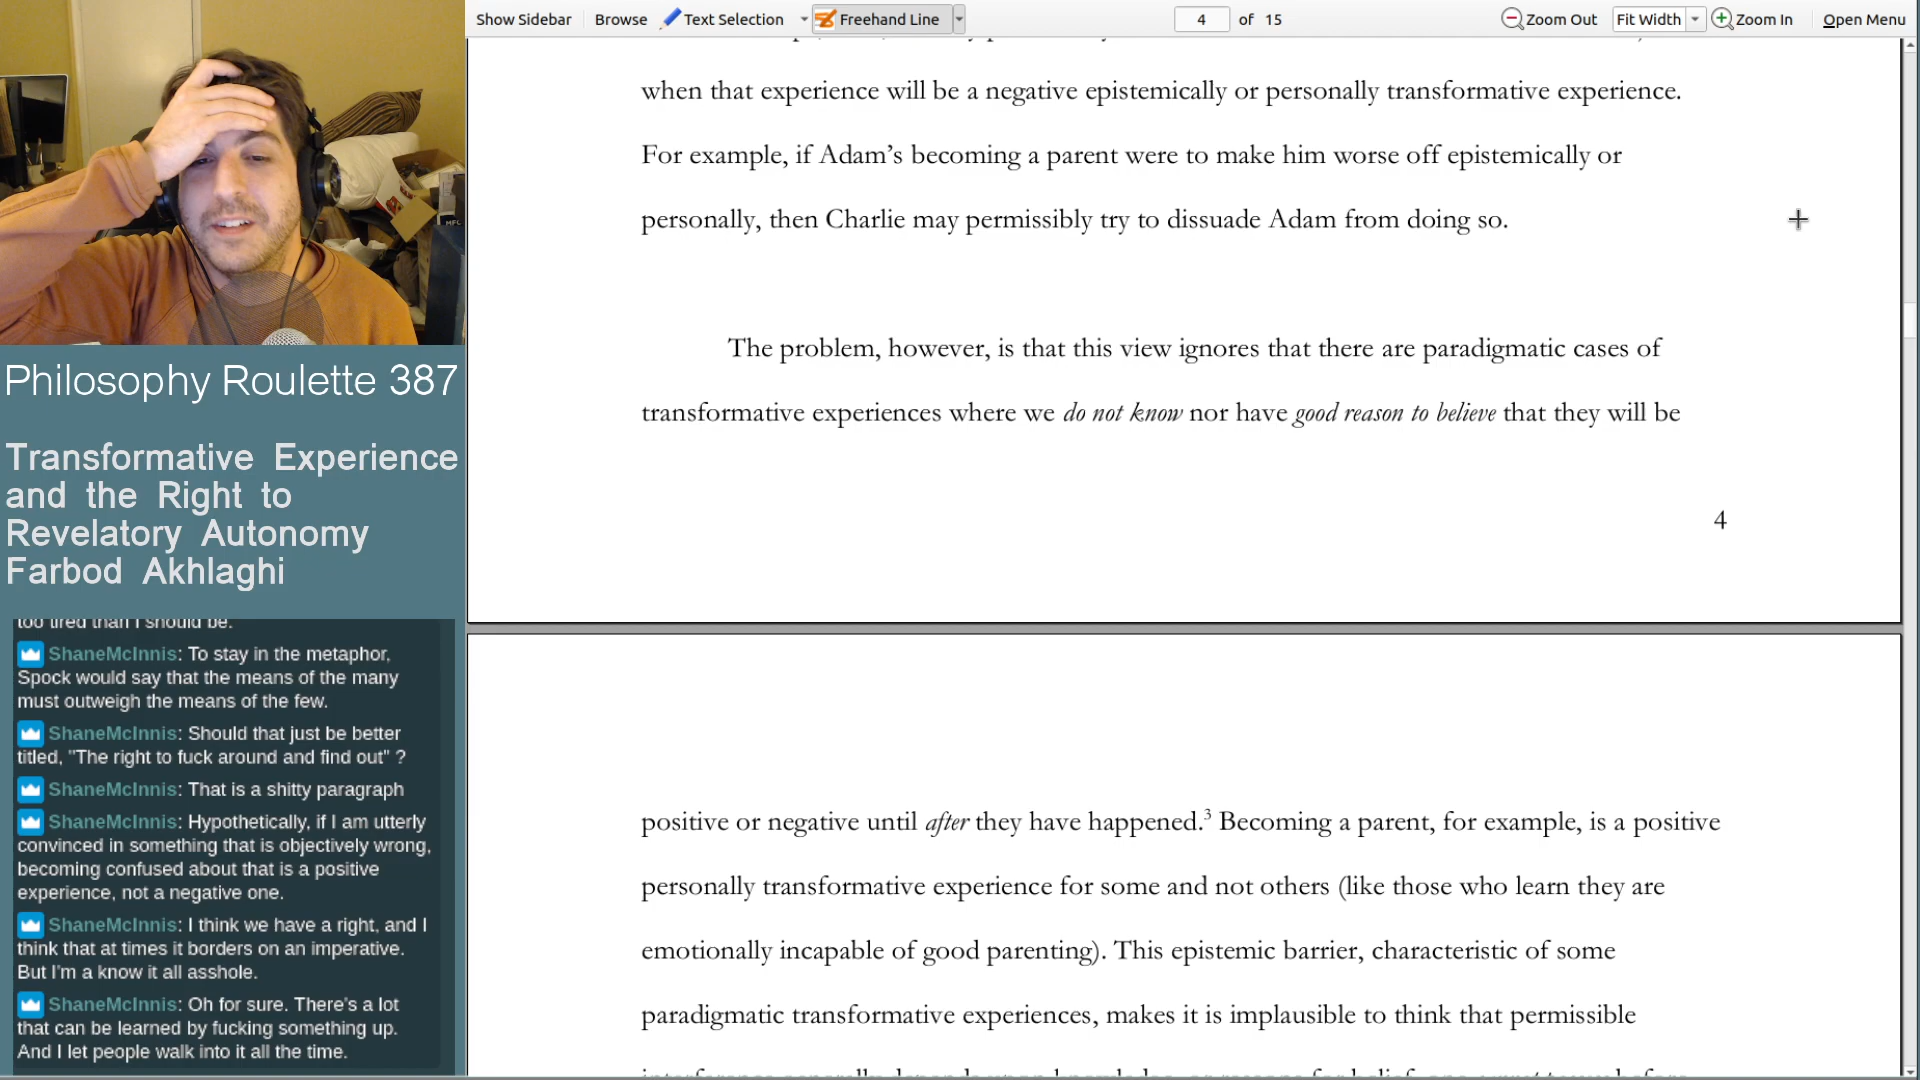 Show Sidebar Browse Text Selection Freehand Line 4 of 15 Zoom Out Fit Width Zoom In Open Menu
when that experience will be a negative epistemically or personally transformative experience.
For example, if Adam's becoming a parent were to make him worse off epistemically or
personally, then Charlie may permissibly try to dissuade Adam from doing so.
The problem, however, is that this view ignores that there are paradigmatic cases of
transformative experiences where we do not know nor have good reason to believe that they will be
4
positive or negative until after they have happened.3 Becoming a parent, for example, is a positive
personally transformative experience for some and not others (like those who learn they are
emotionally incapable of good parenting). This epistemic barrier, characteristic of some
paradigmatic transformative experiences, makes it is implausible to think that permissible
Philosophy Roulette 387
Transformative Experience
and the Right to
Revelatory Autonomy
Farbod Akhlaghi
too tired than I should be.
ShaneMcInnis: To stay in the metaphor,
Spock would say that the means of the many
must outweigh the means of the few.
ShaneMcInnis: Should that just be better
titled, "The right to fuck around and find out" ?
ShaneMcInnis: That is a shitty paragraph
ShaneMcInnis: Hypothetically, if I am utterly
convinced in something that is objectively wrong,
becoming confused about that is a positive
experience, not a negative one.
ShaneMcInnis: I think we have a right, and I
think that at times it borders on an imperative.
But I'm a know it all asshole.
ShaneMcInnis: Oh for sure. There's a lot
that can be learned by fucking something up.
And I let people walk into it all the time.